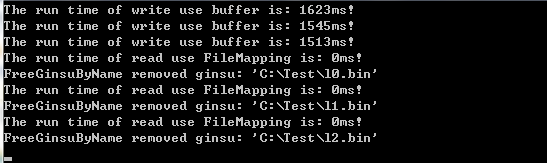 The run time of write use buffer is: 1623ms!
The run time of write use buffer is: 1545ms!
The run time of write use buffer is: 1513ms!
The run time of read use FileMapping is: 0ms!
FreeGinsuByName removed ginsu: 'C:\Test\l0.bin'
The run time of read use FileMapping is: 0ms!
FreeGinsuByName removed ginsu: 'C:\Test\l1.bin'
The run time of read use FileMapping is: 0ms!
FreeGinsuByName removed ginsu: 'C:\Test\l2.bin'